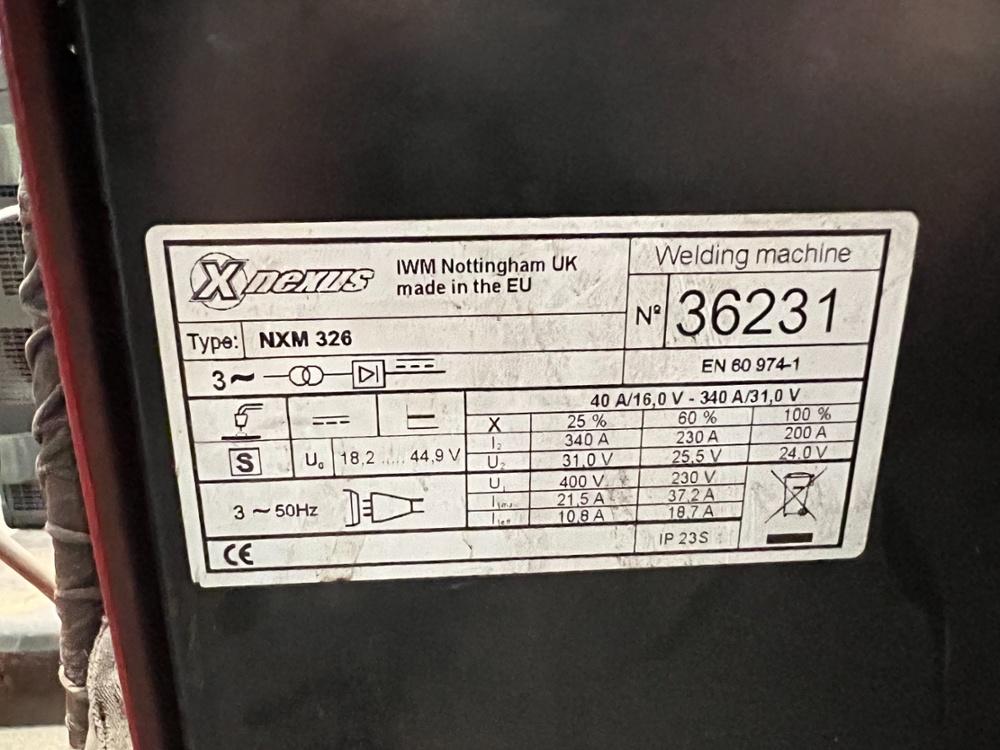 X nexus
IWM Nottingham UK
made in the EU
Welding machine
Nº 36231
Type: NXM 326
EN 60 974-1
3~
40 A/16,0 V - 340 A/31,0 V
X 25 % 60 % 100 %
I₂ 340 A 230 A 200 A
U₂ 31,0 V 25,5 V 24,0 V
S U₀ 18,2 ..... 44,9 V
U₁ 400 V 230 V
21,5 A 37,2 A
10,8 A 18,7 A
3 ~ 50Hz
IP 23S
CE